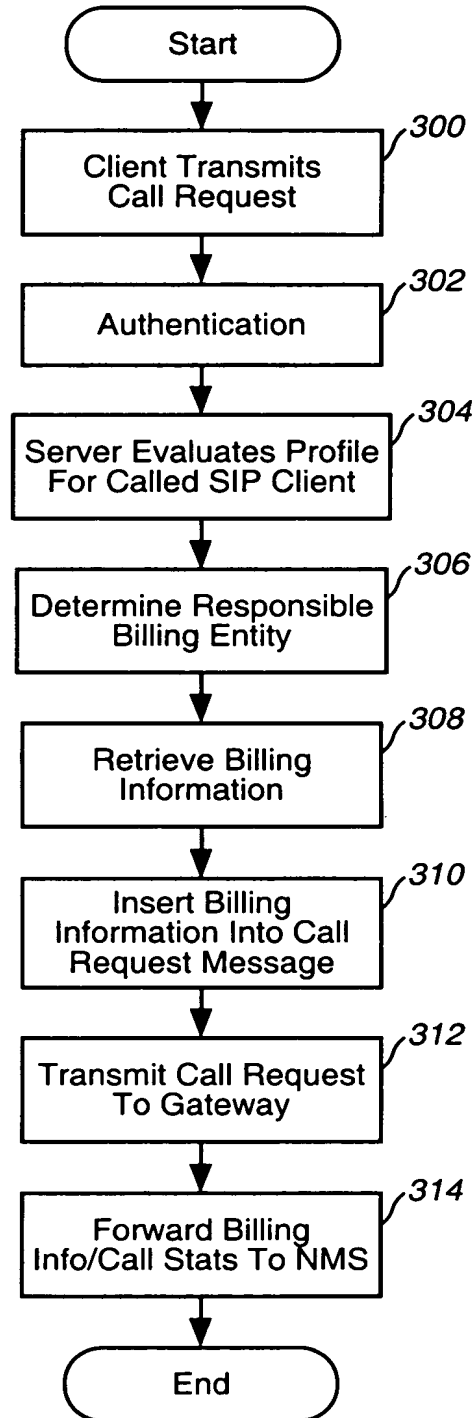 Start
300
Client Transmits
Call Request
302
Authentication
304
Server Evaluates Profile
For Called SIP Client
306
Determine Responsible
Billing Entity
308
Retrieve Billing
Information
310
Insert Billing
Information Into Call
Request Message
312
Transmit Call Request
To Gateway
314
Forward Billing
Info/Call Stats To NMS
End